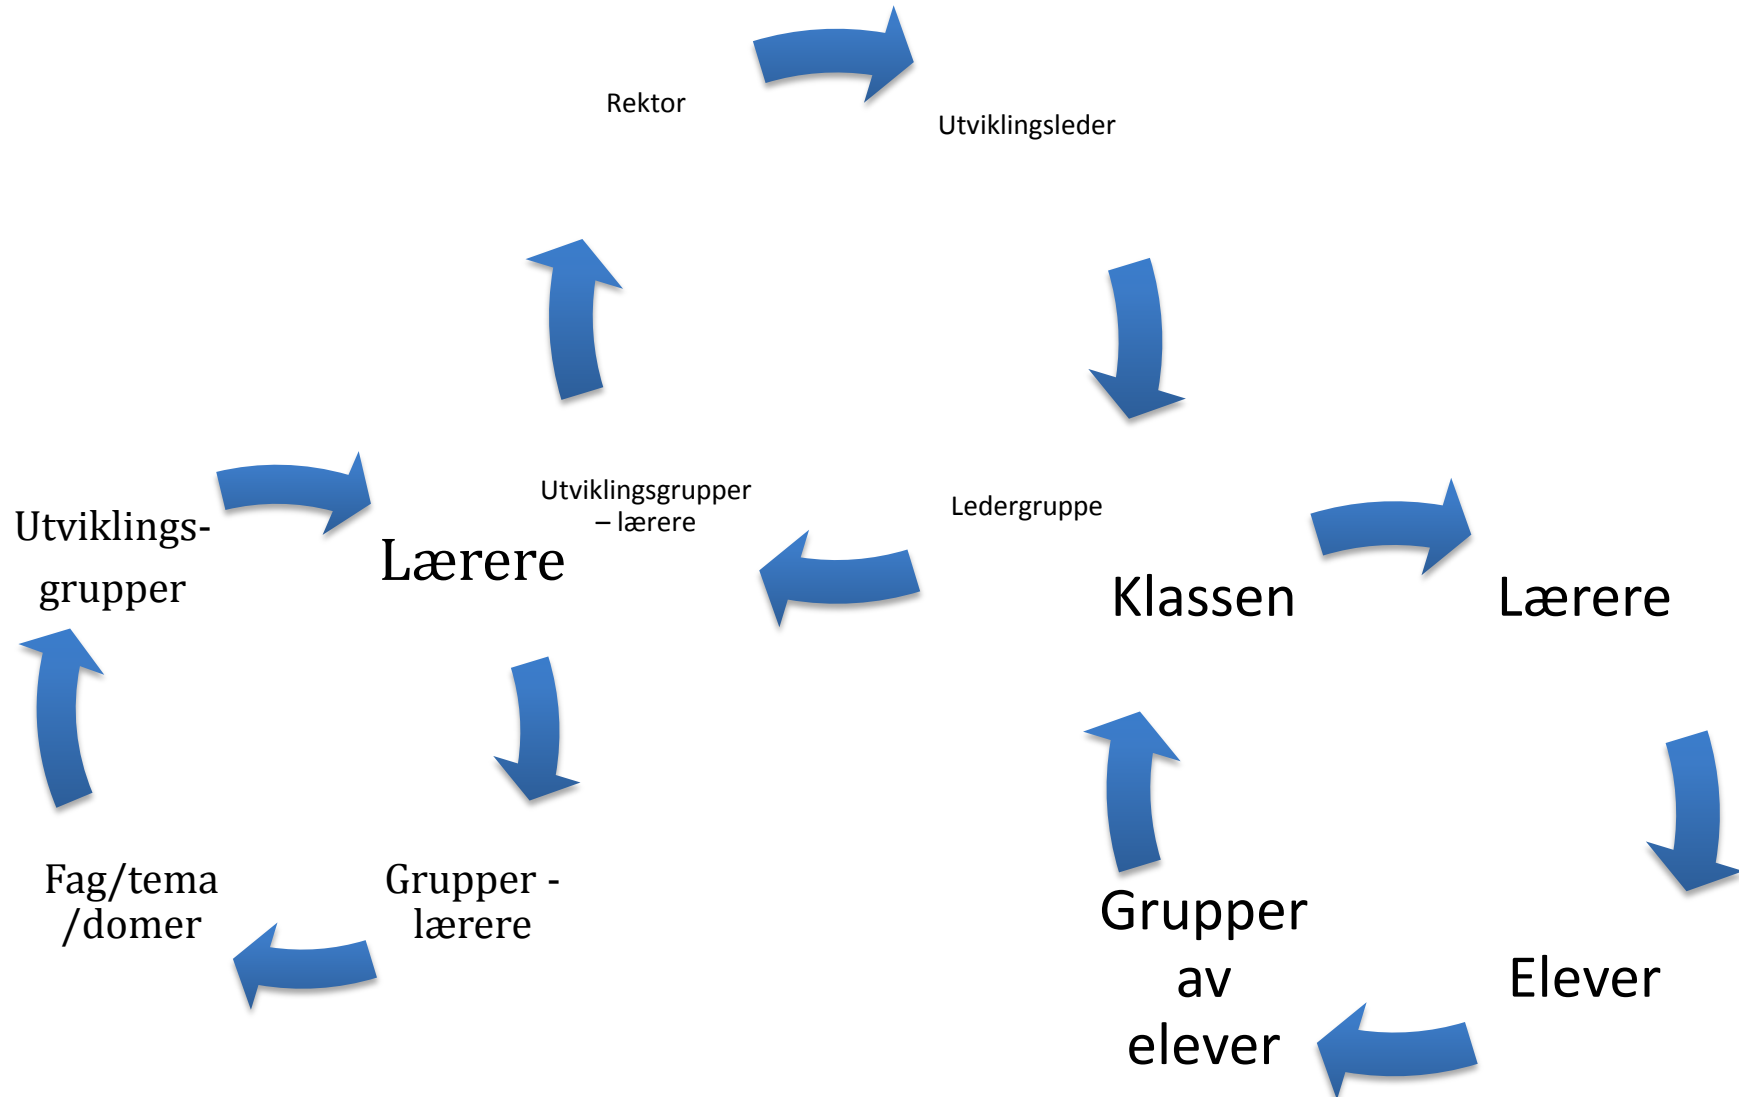 Rektor
Utviklingsleder
Utviklingsgrupper
– lærere
Ledergruppe
Utviklings-
grupper
Lærere
Grupper -
lærere
Fag/tema
/domer
Klassen
Lærere
Elever
Grupper
av
elever